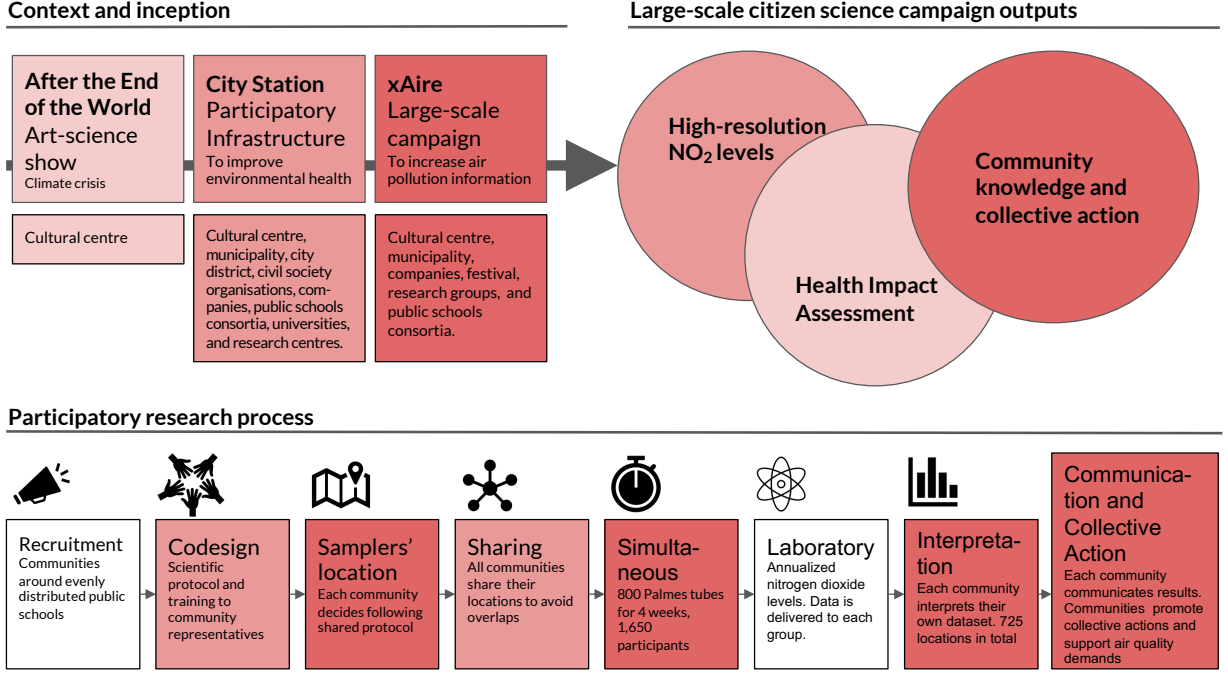 Context and inception
After the End
of the World
Art-science
show
Climate crisis
City Station
Participatory
Infrastructure
To improve
environmental health
xAire
Large-scale
campaign
To increase air
pollution information
Cultural centre
Cultural centre,
municipality, city
district, civil society
organisations, com-
panies, public schools
consortia, universities,
and research centres.
Cultural centre,
municipality,
companies, festival,
research groups, and
public schools
consortia.
Large-scale citizen science campaign outputs
High-resolution
NO₂ levels
Health Impact
Assessment
Community
knowledge and
collective action
Participatory research process
Recruitment
Communities
around evenly
distributed public
schools
Codesign
Scientific
protocol and
training to
community
representatives
Samplers’
location
Each community
decides following
shared protocol
Sharing
All communities
share their
locations to avoid
overlaps
Simulta-
neous
800 Palmes tubes
for 4 weeks,
1,650
participants
Laboratory
Annualized
nitrogen dioxide
levels. Data is
delivered to each
group.
Interpreta-
tion
Each community
interprets their
own dataset. 725
locations in total
Communica-
tion and
Collective
Action
Each community
communicates results.
Communities promote
collective actions and
support air quality
demands